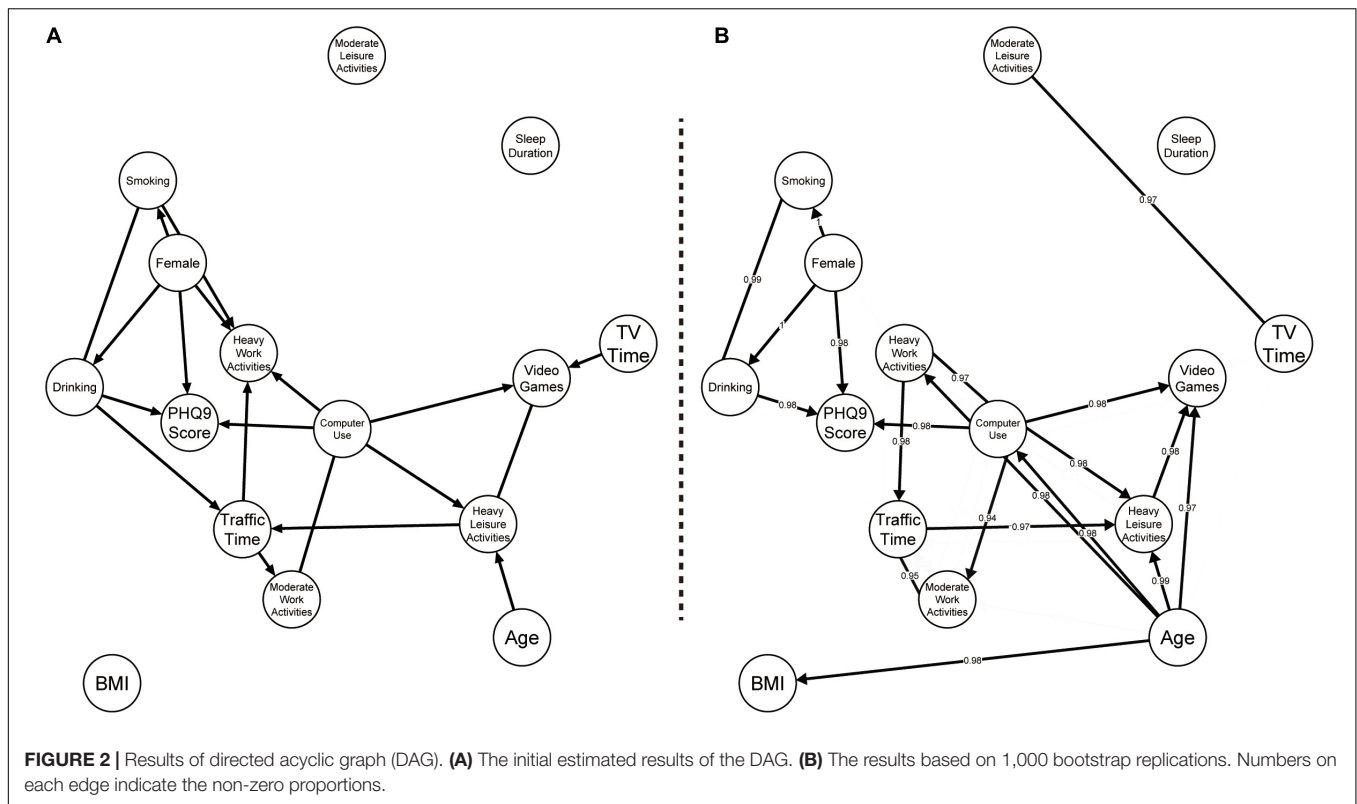 A
Moderate
Leisure
Activities
Sleep
Duration
Smoking
Female
Heavy
Work
Activities
TV
Time
Drinking
Video
Games
PHQ9
Score
Computer
Use
Traffic
Time
Heavy
Leisure
Activities
Moderate
Work
Activities
Age
BMI
B
Moderate
Leisure
Activities
Sleep
Duration
0.97
Smoking
1
Female
0.99
1
0.98
Heavy
Work
Activities
TV
Time
Drinking
0.97
Video
Games
0.98
PHQ9
Score
0.98
Computer
Use
0.98
0.98
0.98
0.98
0.98
Traffic
Time
0.97
Heavy
Leisure
Activities
0.97
0.94
0.98
0.95
Moderate
Work
Activities
0.99
Age
0.98
BMI
FIGURE 2 | Results of directed acyclic graph (DAG). (A) The initial estimated results of the DAG. (B) The results based on 1,000 bootstrap replications. Numbers on
each edge indicate the non-zero proportions.